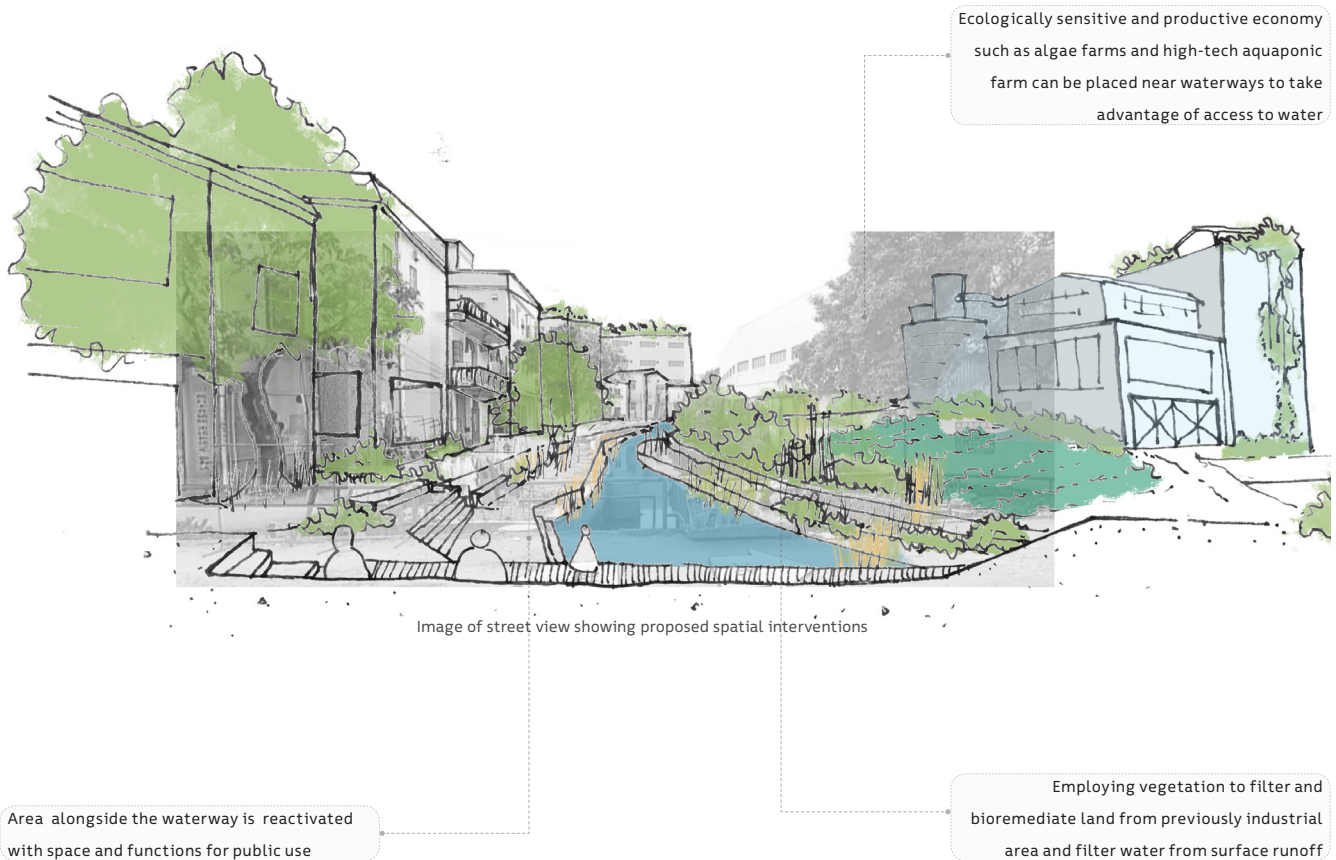 Ecologically sensitive and productive economy
such as algae farms and high-tech aquaponic
farm can be placed near waterways to take
advantage of access to water
Image of street view showing proposed spatial interventions
Area alongside the waterway is reactivated
with space and functions for public use
Employing vegetation to filter and
bioremediate land from previously industrial
area and filter water from surface runoff